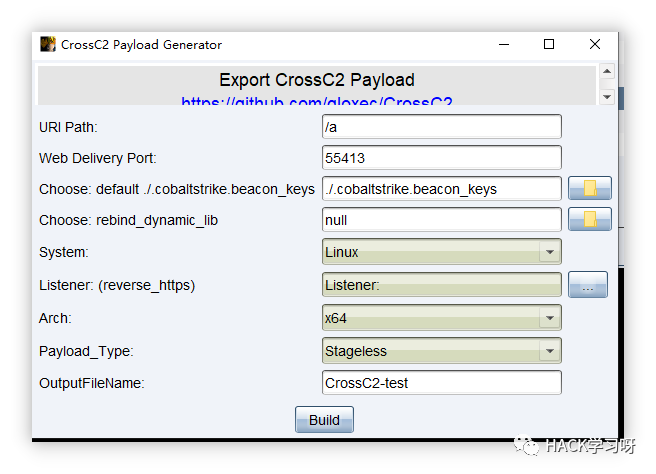 CrossC2 Payload Generator
Export CrossC2 Payload
https://github.com/gloxec/CrossC2
URI Path: /a
Web Delivery Port: 55413
Choose: default ./.cobaltstrike.beacon_keys ./.cobaltstrike.beacon_keys
Choose: rebind_dynamic_lib null
System: Linux
Listener: (reverse_https) Listener: ...
Arch: x64
Payload_Type: Stageless
OutputFileName: CrossC2-test
Build
HACK学习呀